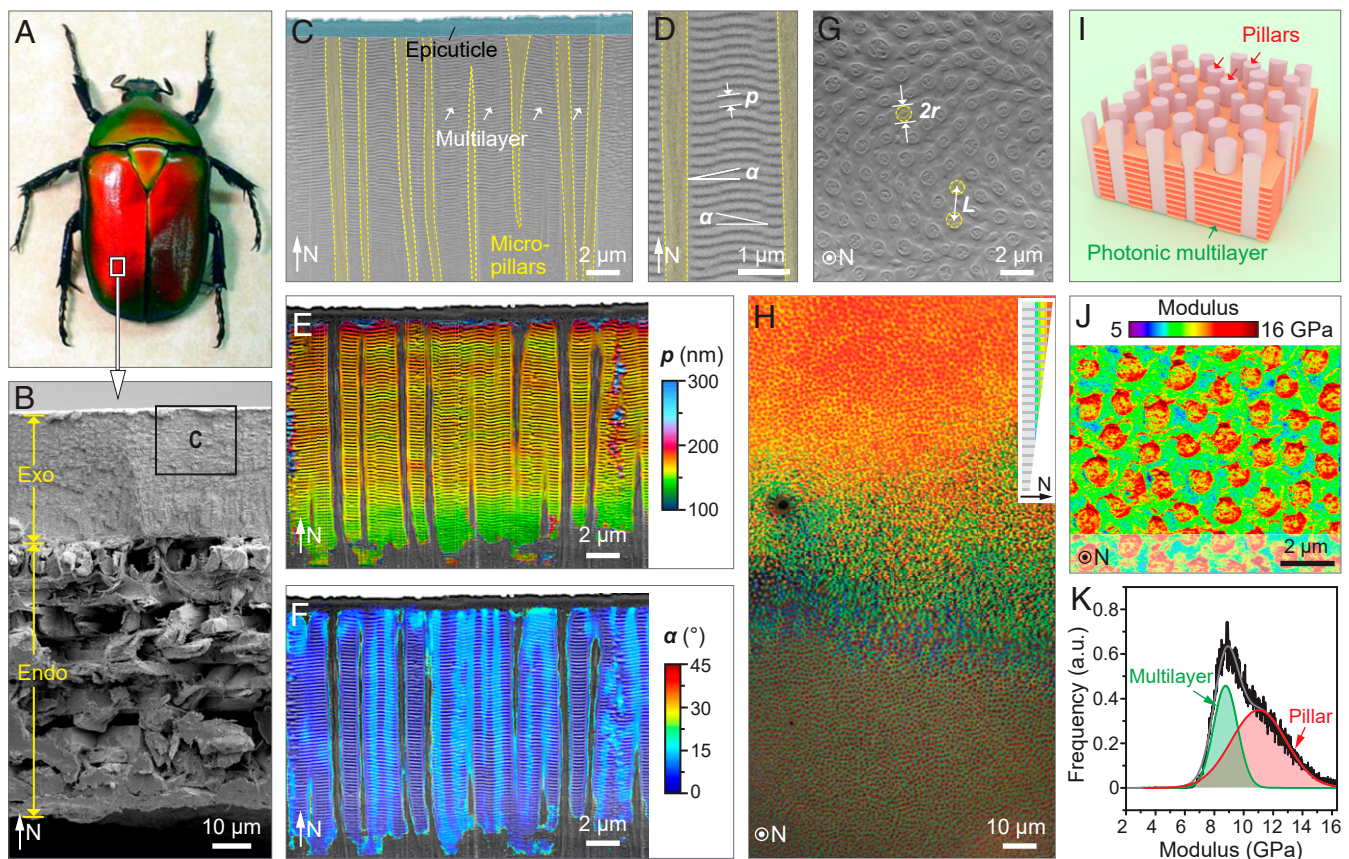 A
B
C
Exo
Endo
N
10 µm
C
Epicuticle
Multilayer
Micro-
pillars
N
2 µm
D
p
α
α
N
1 µm
E
p (nm)
300
200
100
N
2 µm
F
α (°)
45
30
15
0
N
2 µm
G
2r
L
N
2 µm
H
N
N
10 µm
I
Pillars
Photonic multilayer
J
Modulus
5 16 GPa
N
2 µm
K
0.8
0.6
0.4
0.2
0
Frequency (a.u.)
Multilayer
Pillar
2 4 6 8 10 12 14 16
Modulus (GPa)